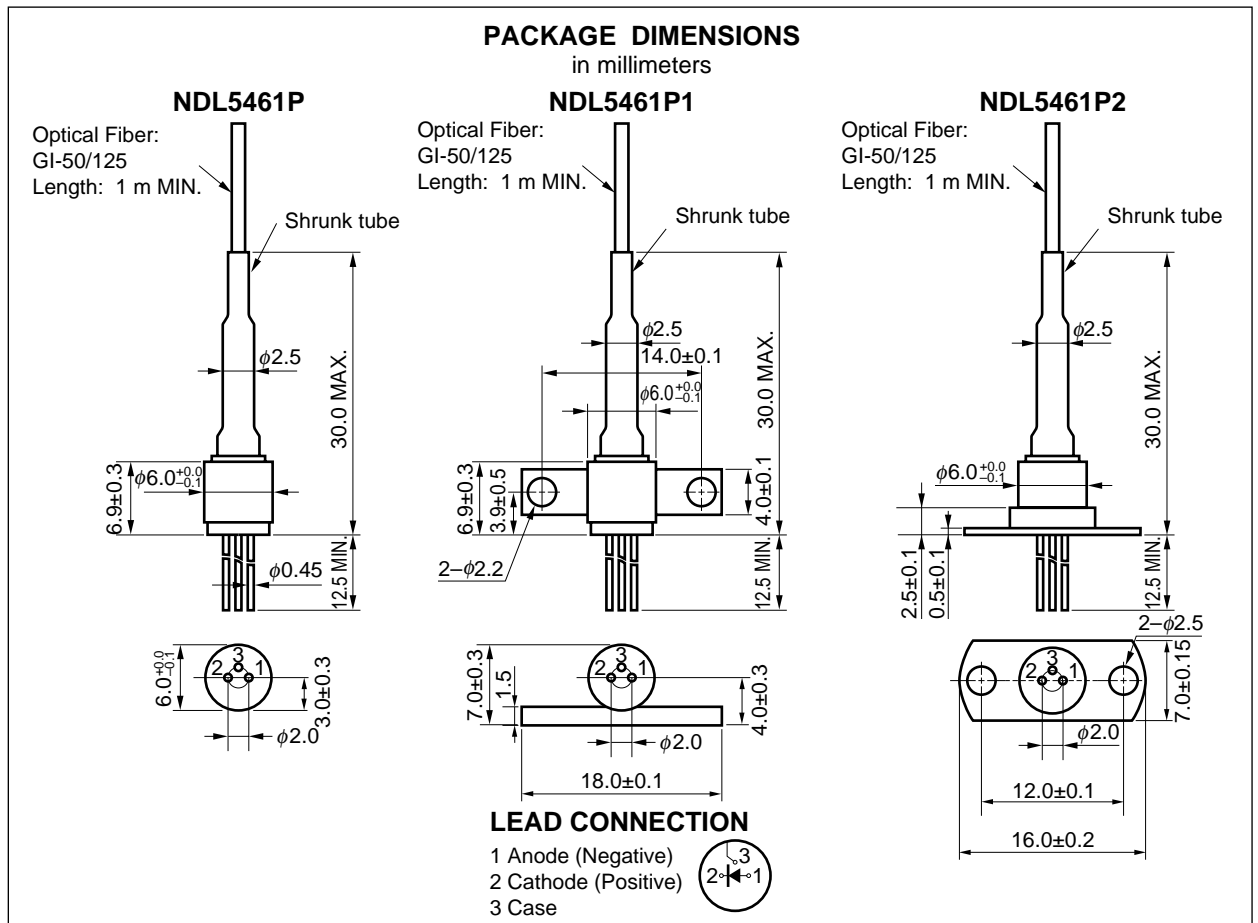 PACKAGE DIMENSIONS
in millimeters
NDL5461P
Optical Fiber:
GI-50/125
Length: 1 m MIN.
Shrunk tube
φ2.5
30.0 MAX.
φ6.0 +0.0 −0.1
6.9±0.3
φ0.45
12.5 MIN.
6.0 +0.0 −0.1
3
2
1
3.0±0.3
φ2.0
NDL5461P1
Optical Fiber:
GI-50/125
Length: 1 m MIN.
Shrunk tube
φ2.5
14.0±0.1
φ6.0 +0.0 −0.1
30.0 MAX.
6.9±0.3
3.9±0.5
4.0±0.1
2−φ2.2
12.5 MIN.
7.0±0.3
1.5
3
2
1
4.0±0.3
φ2.0
18.0±0.1
NDL5461P2
Optical Fiber:
GI-50/125
Length: 1 m MIN.
Shrunk tube
φ2.5
30.0 MAX.
φ6.0 +0.0 −0.1
2.5±0.1
0.5±0.1
12.5 MIN.
2−φ2.5
3
2
1
7.0±0.15
φ2.0
12.0±0.1
16.0±0.2
LEAD CONNECTION
1 Anode (Negative)
2 Cathode (Positive)
3 Case
3
2
1